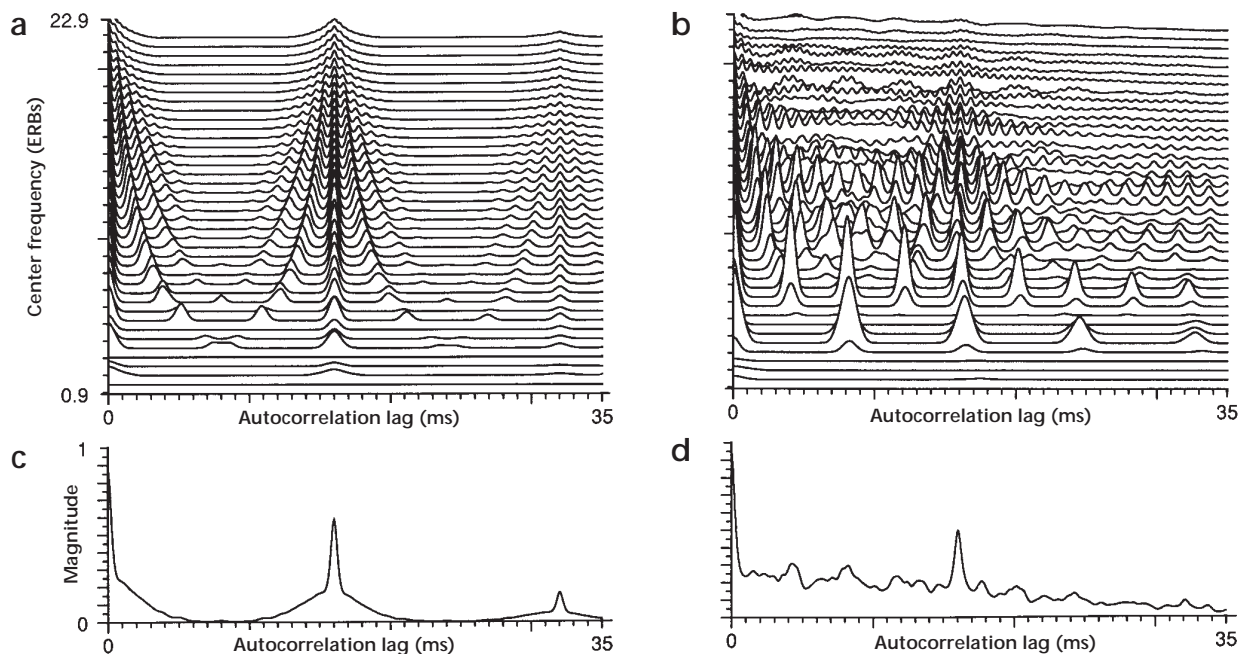 a
22.9
Center frequency (ERBs)
0.9
0
Autocorrelation lag (ms)
35
b
0
Autocorrelation lag (ms)
35
c
1
Magnitude
0
0
Autocorrelation lag (ms)
35
d
0
Autocorrelation lag (ms)
35